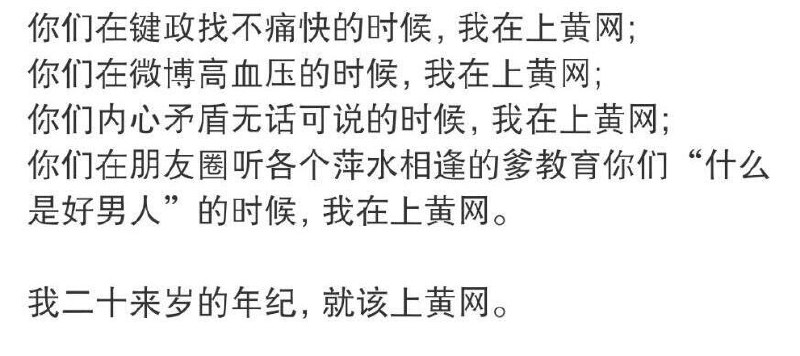 你们在键政找不痛快的时候, 我在上黄网;
你们在微博高血压的时候, 我在上黄网;
你们内心矛盾无话可说的时候, 我在上黄网;
你们在朋友圈听各个萍水相逢的爹教育你们“什么
是好男人”的时候, 我在上黄网。
我二十来岁的年纪, 就该上黄网。